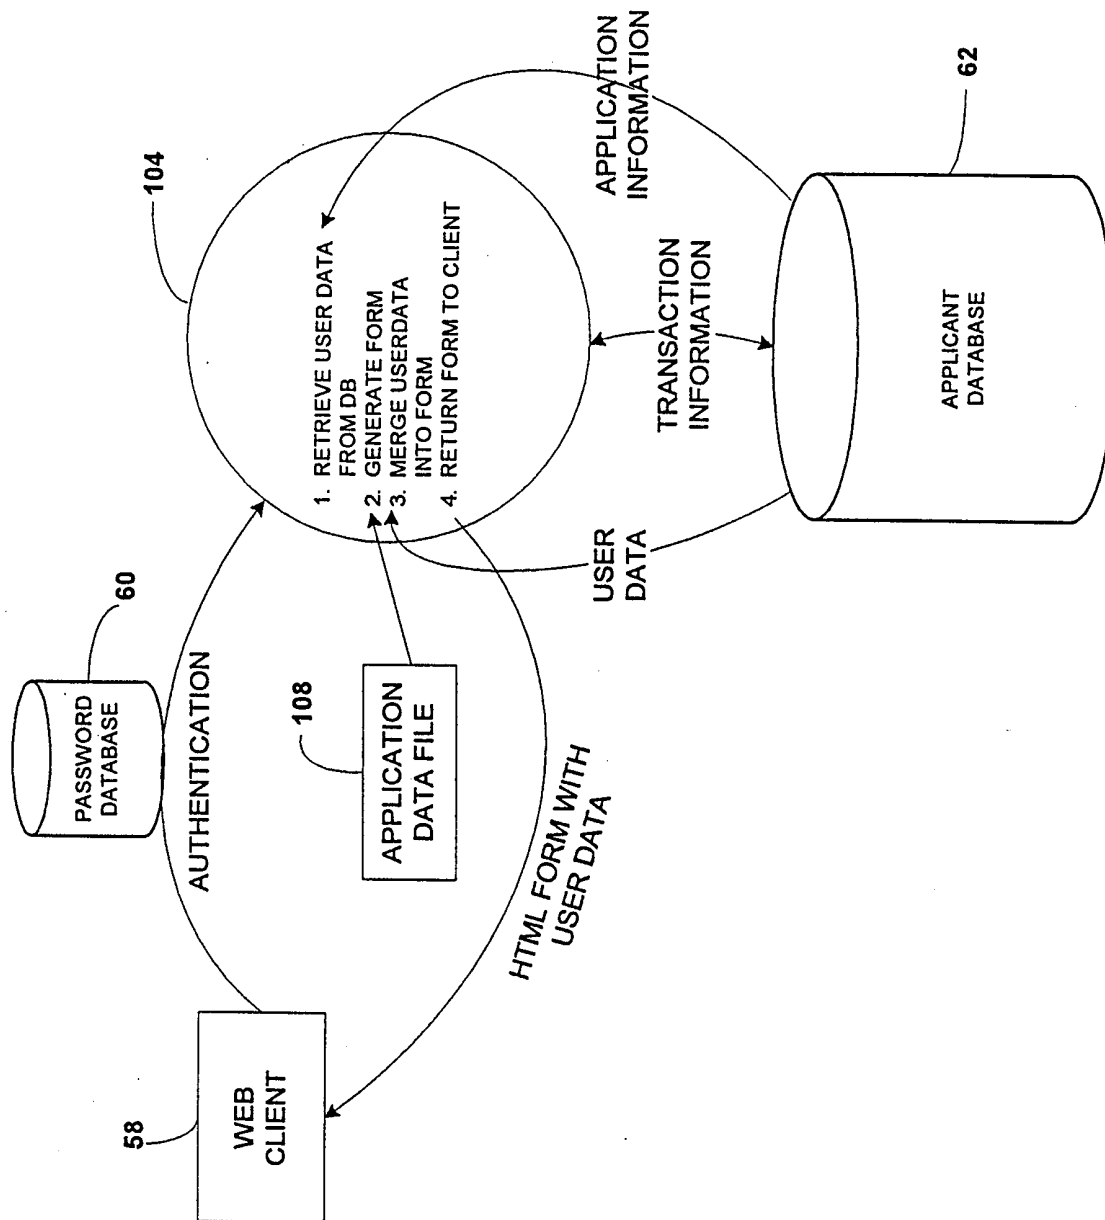 58
WEB
CLIENT
PASSWORD
DATABASE
60
AUTHENTICATION
108
APPLICATION
DATA FILE
HTML FORM WITH
USER DATA
104
1. RETRIEVE USER DATA
FROM DB
2. GENERATE FORM
3. MERGE USERDATA
INTO FORM
4. RETURN FORM TO CLIENT
USER
DATA
TRANSACTION
INFORMATION
APPLICATION
INFORMATION
62
APPLICANT
DATABASE